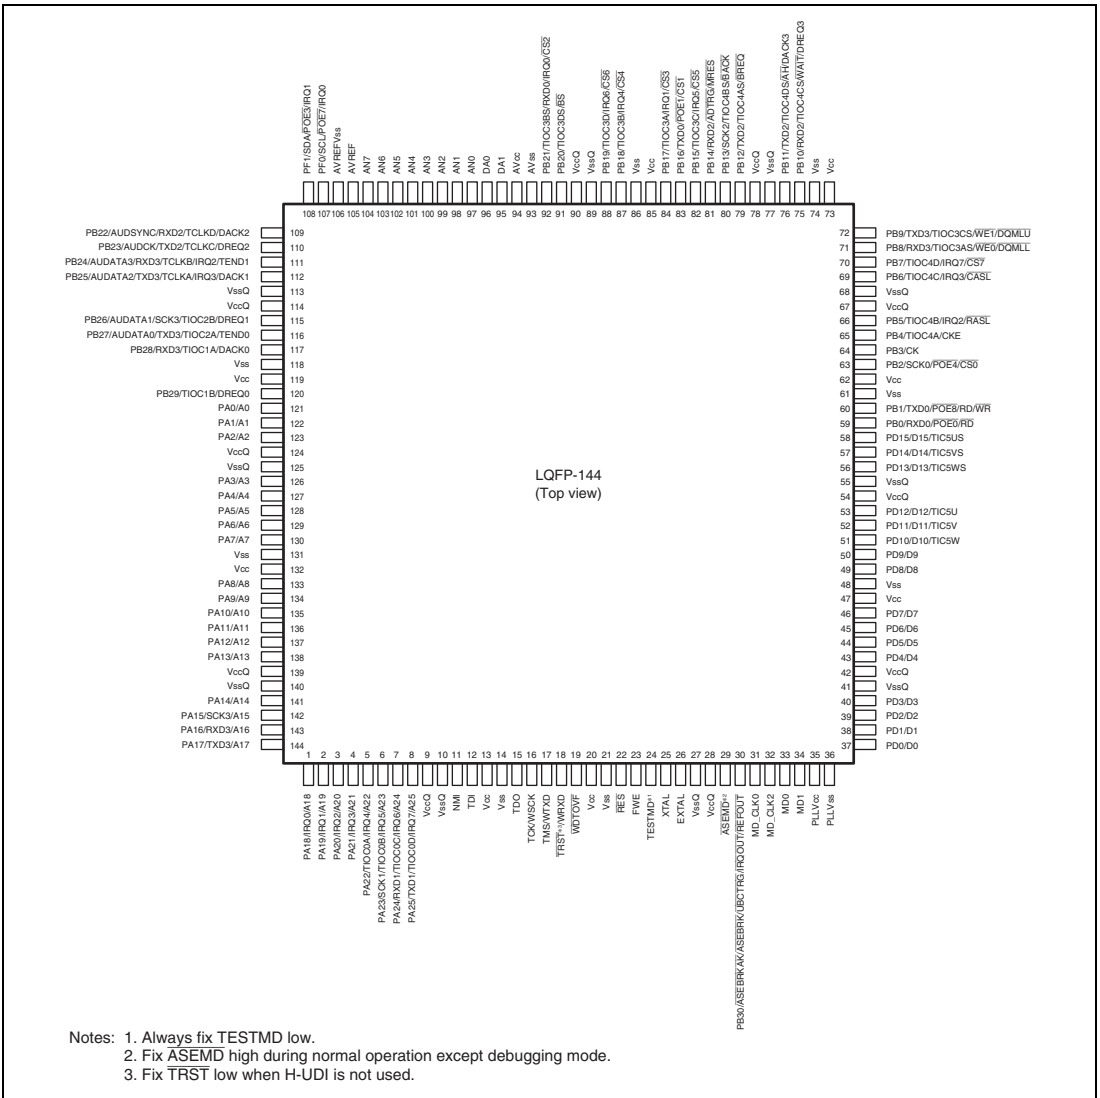 PF1/SDA/POE3/IRQ1
PF0/SCL/POE7/IRQ0
AVREFVss
AVREF
AN7
AN6
AN5
AN4
AN3
AN2
AN1
AN0
DA0
DA1
AVcc
AVss
PB21/TIOC3BS/RXD0/IRQ0/CS2
PB20/TIOC3DS/BS
VccQ
VssQ
PB19/TIOC3D/IRQ6/CS6
PB18/TIOC3B/IRQ4/CS4
Vss
Vcc
PB17/TIOC3A/IRQ1/CS3
PB16/TXD0/POE1/CS1
PB15/TIOC3C/IRQ5/CS5
PB14/RXD2/ADTRG/MRES
PB13/SCK2/TIOC4BS/BACK
PB12/TXD2/TIOC4AS/BREQ
VccQ
VssQ
PB11/TXD2/TIOC4DS/AH/DACK3
PB10/RXD2/TIOC4CS/WAIT/DREQ3
Vss
Vcc
108 107 106 105 104 103 102 101 100 99 98 97 96 95 94 93 92 91 90 89 88 87 86 85 84 83 82 81 80 79 78 77 76 75 74 73
PB22/AUDSYNC/RXD2/TCLKD/DACK2 109
PB23/AUDCK/TXD2/TCLKC/DREQ2 110
PB24/AUDATA3/RXD3/TCLKB/IRQ2/TEND1 111
PB25/AUDATA2/TXD3/TCLKA/IRQ3/DACK1 112
VssQ 113
VccQ 114
PB26/AUDATA1/SCK3/TIOC2B/DREQ1 115
PB27/AUDATA0/TXD3/TIOC2A/TEND0 116
PB28/RXD3/TIOC1A/DACK0 117
Vss 118
Vcc 119
PB29/TIOC1B/DREQ0 120
PA0/A0 121
PA1/A1 122
PA2/A2 123
VccQ 124
VssQ 125
PA3/A3 126
PA4/A4 127
PA5/A5 128
PA6/A6 129
PA7/A7 130
Vss 131
Vcc 132
PA8/A8 133
PA9/A9 134
PA10/A10 135
PA11/A11 136
PA12/A12 137
PA13/A13 138
VccQ 139
VssQ 140
PA14/A14 141
PA15/SCK3/A15 142
PA16/RXD3/A16 143
PA17/TXD3/A17 144
LQFP-144
(Top view)
72 PB9/TXD3/TIOC3CS/WE1/DQMLU
71 PB8/RXD3/TIOC3AS/WE0/DQMLL
70 PB7/TIOC4D/IRQ7/CS7
69 PB6/TIOC4C/IRQ3/CASL
68 VssQ
67 VccQ
66 PB5/TIOC4B/IRQ2/RASL
65 PB4/TIOC4A/CKE
64 PB3/CK
63 PB2/SCK0/POE4/CS0
62 Vcc
61 Vss
60 PB1/TXD0/POE8/RD/WR
59 PB0/RXD0/POE0/RD
58 PD15/D15/TIC5US
57 PD14/D14/TIC5VS
56 PD13/D13/TIC5WS
55 VssQ
54 VccQ
53 PD12/D12/TIC5U
52 PD11/D11/TIC5V
51 PD10/D10/TIC5W
50 PD9/D9
49 PD8/D8
48 Vss
47 Vcc
46 PD7/D7
45 PD6/D6
44 PD5/D5
43 PD4/D4
42 VccQ
41 VssQ
40 PD3/D3
39 PD2/D2
38 PD1/D1
37 PD0/D0
1 2 3 4 5 6 7 8 9 10 11 12 13 14 15 16 17 18 19 20 21 22 23 24 25 26 27 28 29 30 31 32 33 34 35 36
PA18/IRQ0/A18
PA19/IRQ1/A19
PA20/IRQ2/A20
PA21/IRQ3/A21
PA22/TIOC0A/IRQ4/A22
PA23/SCK1/TIOC0B/IRQ5/A23
PA24/RXD1/TIOC0C/IRQ6/A24
PA25/TXD1/TIOC0D/IRQ7/A25
VccQ
VssQ
NMI
TDI
Vcc
Vss
TDO
TCK/WSCK
TMS/WTXD
TRST*3/WRXD
WDTOVF
Vcc
Vss
RES
FWE
TESTMD*1
XTAL
EXTAL
VssQ
VccQ
ASEMD*2
PB30/ASEBRKAK/ASEBRK/UBCTRG/IRQOUT/REFOUT
MD_CLK0
MD_CLK2
MD0
MD1
PLLVcc
PLLVss
Notes: 1. Always fix TESTMD low.
2. Fix ASEMD high during normal operation except debugging mode.
3. Fix TRST low when H-UDI is not used.